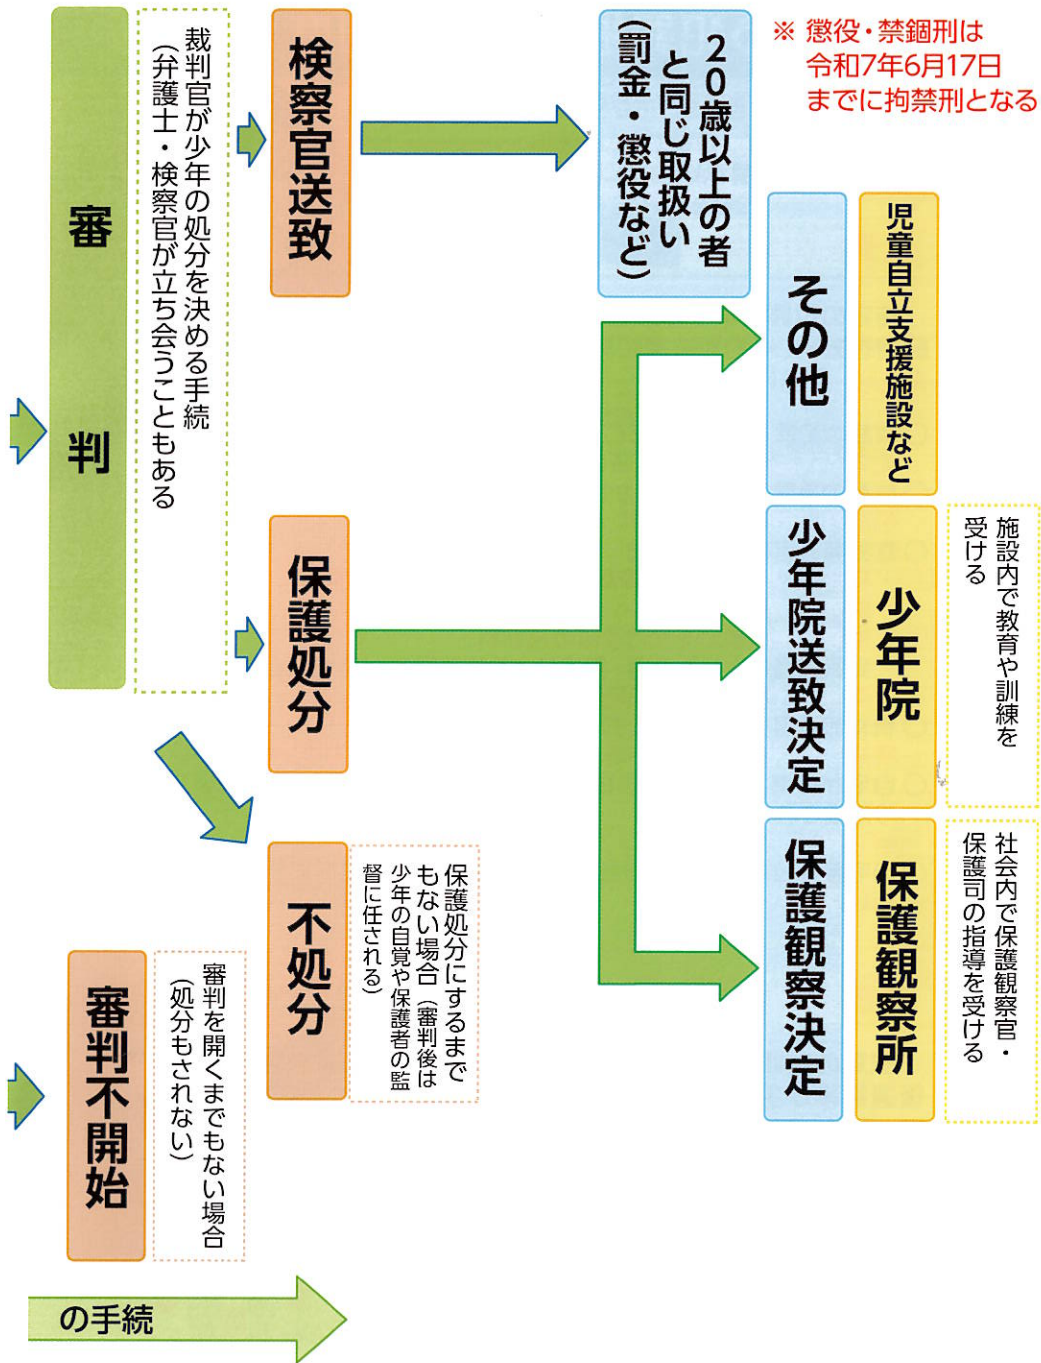 審判
裁判官が少年の処分を決める手続
(弁護士・検察官が立ち会うこともある
検察官送致
20歳以上の者
と同じ取扱い
(罰金・懲役など)
※ 懲役・禁錮刑は
令和7年6月17日
までに拘禁刑となる
保護処分
その他
児童自立支援施設など
少年院送致決定
少年院
施設内で教育や訓練を
受ける
保護観察決定
保護観察所
社会内で保護観察官・
保護司の指導を受ける
不処分
保護処分にするまで
もない場合(審判後は
少年の自覚や保護者の監
督に任される)
審判不開始
審判を開くまでもない場合
(処分もされない)
の手続